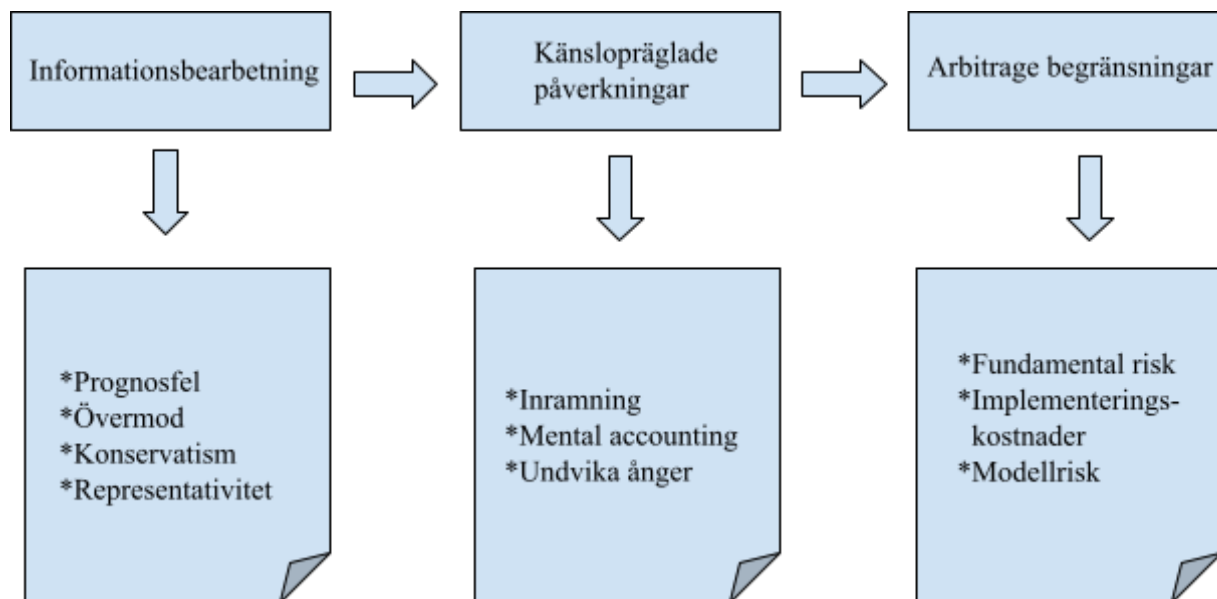 Informationsbearbetning
Känslopräglade
påverkningar
Arbitrage begränsningar
*Prognosfel
*Övermod
*Konservatism
*Representativitet
*Inramning
*Mental accounting
*Undvika ånger
*Fundamental risk
*Implementerings-
kostnader
*Modellrisk